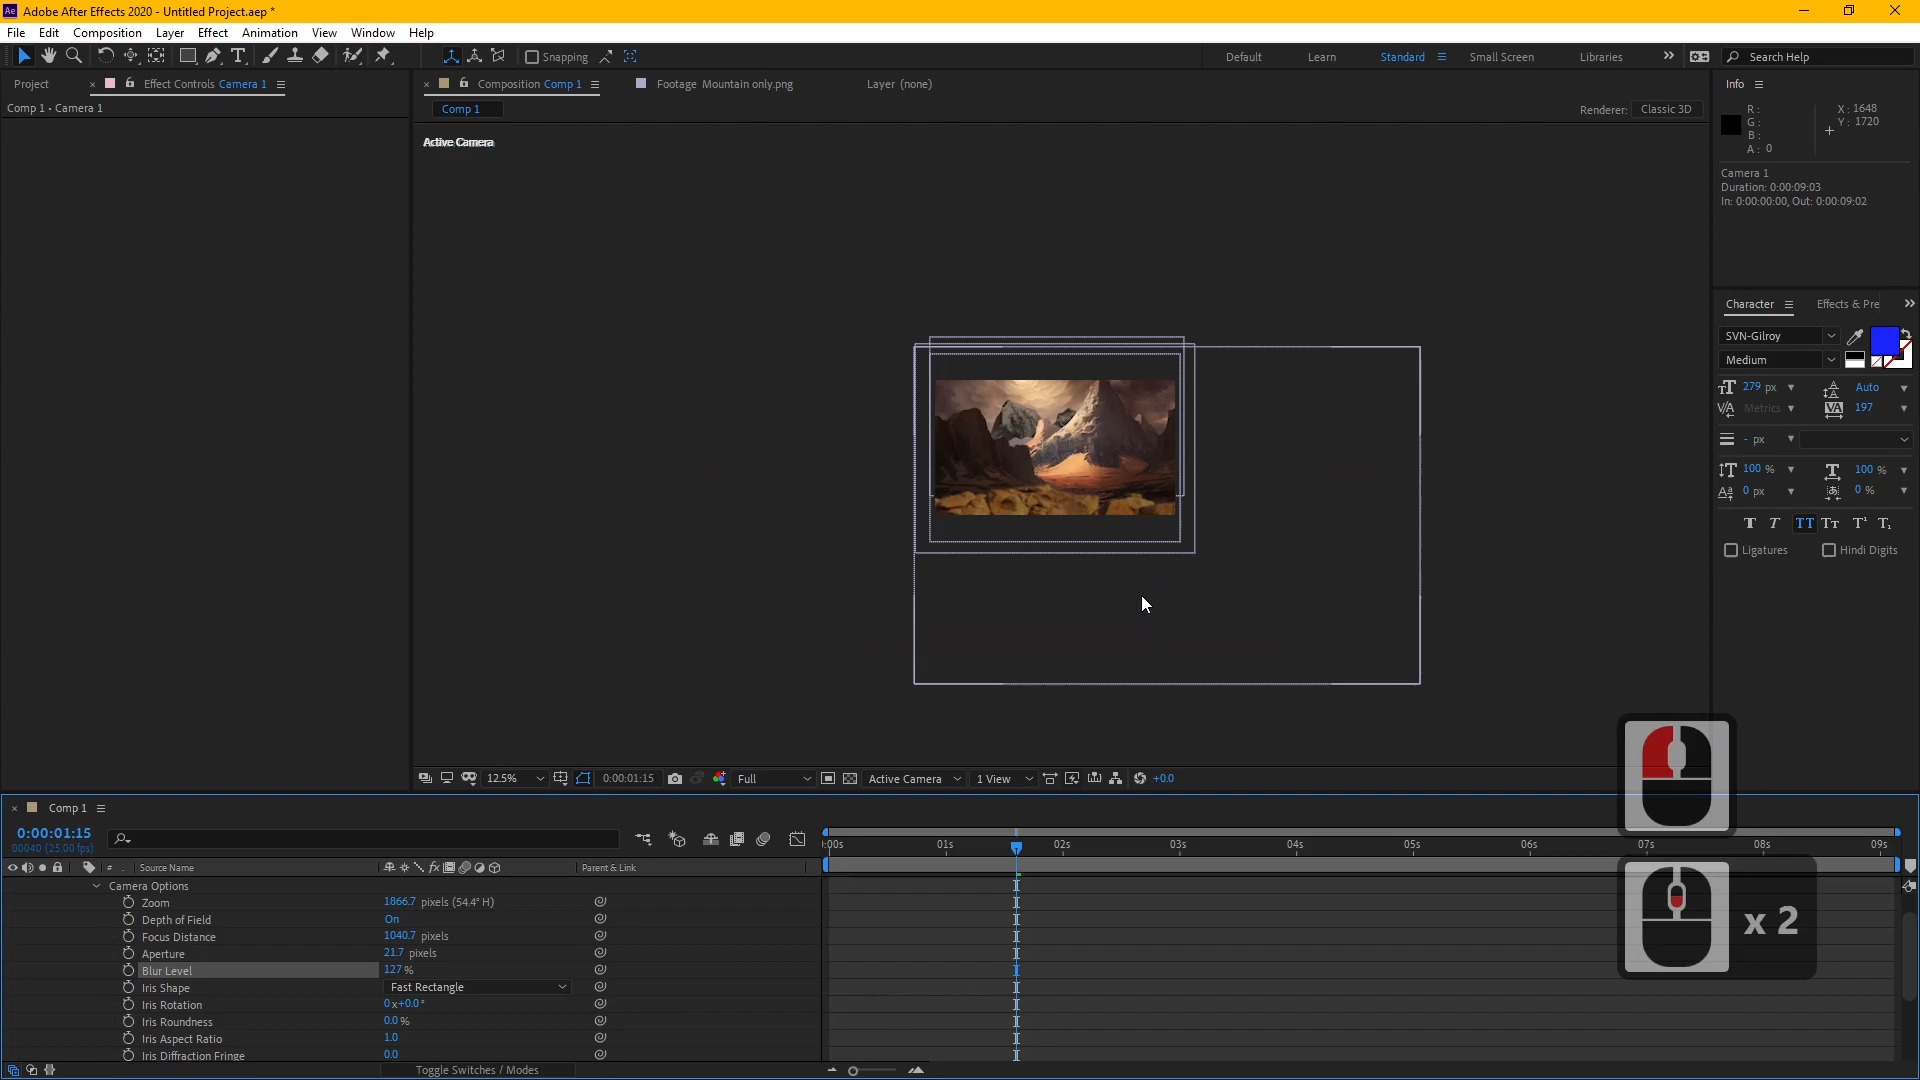 Ae Adobe After Effects 2020 - Untitled Project.aep *
File Edit Composition Layer Effect Animation View Window Help
T Snapping Default Learn Standard Small Screen Libraries Search Help
Project × Effect Controls Camera 1 × Composition Comp 1 Footage Mountain only.png Layer (none) Info
Comp 1 • Camera 1
Comp 1
Renderer: Classic 3D
R :
G :
B :
A : 0
X : 1648
Y : 1720
Active Camera
Camera 1
Duration: 0:00:09:03
In: 0:00:00:00, Out: 0:00:09:02
Character Effects & Pre
SVN-Gilroy
Medium
279 px Auto
Metrics 197
- px
100 % 100 %
0 px 0 %
T T TT Tт T¹ T₁
Ligatures Hindi Digits
12.5% 0:00:01:15 Full Active Camera 1 View +0.0
× Comp 1
0:00:01:15
00040 (25.00 fps)
:00s 01s 02s 03s 04s 05s 06s 07s 08s 09s
# . Source Name fx Parent & Link
Camera Options
Zoom 1866.7 pixels (54.4° H)
Depth of Field On
Focus Distance 1040.7 pixels
Aperture 21.7 pixels
Blur Level 127 %
Iris Shape Fast Rectangle
Iris Rotation 0 x+0.0 °
Iris Roundness 0.0 %
Iris Aspect Ratio 1.0
Iris Diffraction Fringe 0.0
Toggle Switches / Modes
x 2